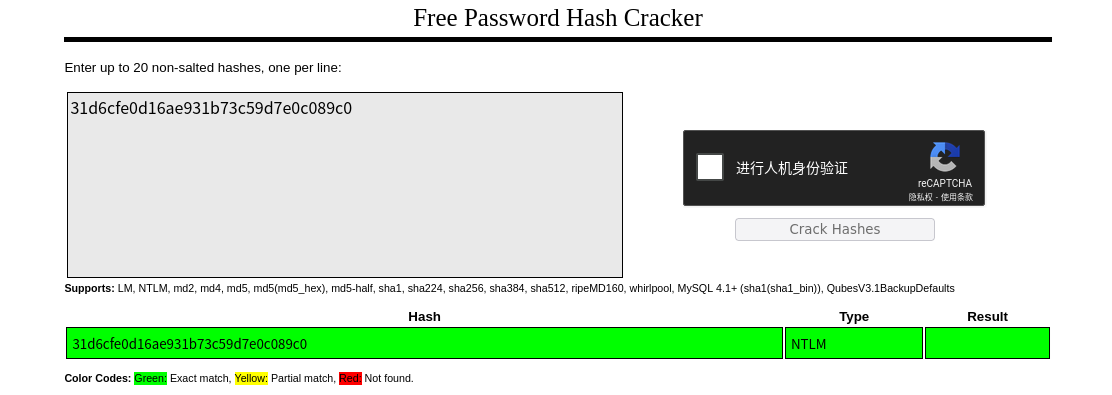 Free Password Hash Cracker
Enter up to 20 non-salted hashes, one per line:
31d6cfe0d16ae931b73c59d7e0c089c0
进行人机身份验证
reCAPTCHA
隐私权 - 使用条款
Crack Hashes
Supports: LM, NTLM, md2, md4, md5, md5(md5_hex), md5-half, sha1, sha224, sha256, sha384, sha512, ripeMD160, whirlpool, MySQL 4.1+ (sha1(sha1_bin)), QubesV3.1BackupDefaults
Hash Type Result
31d6cfe0d16ae931b73c59d7e0c089c0 NTLM
Color Codes: Green: Exact match, Yellow: Partial match, Red: Not found.